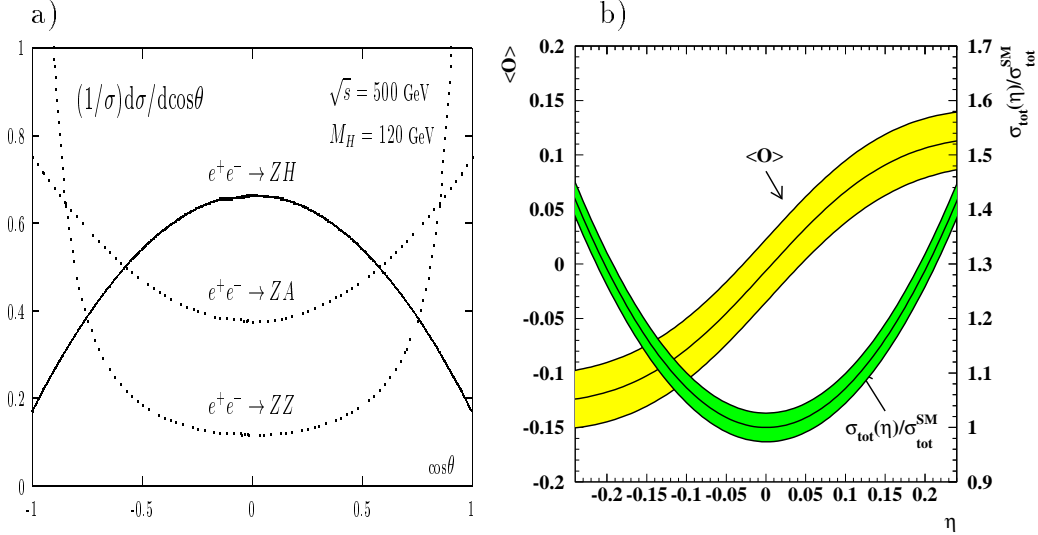 a)
1
0.8
0.6
0.4
0.2
0
-1
-0.5
0
0.5
1
(1/σ)dσ/dcosθ
√s = 500 GeV
M_H = 120 GeV
e⁺e⁻ → ZH
e⁺e⁻ → ZA
e⁺e⁻ → ZZ
cosθ
b)
<O>
0.2
0.15
0.1
0.05
0
-0.05
-0.1
-0.15
-0.2
-0.2
-0.15
-0.1
-0.05
0
0.05
0.1
0.15
0.2
η
<O>
σ_tot(η)/σ_tot^SM
1.7
1.6
1.5
1.4
1.3
1.2
1.1
1
0.9
σ_tot(η)/σ_tot^SM